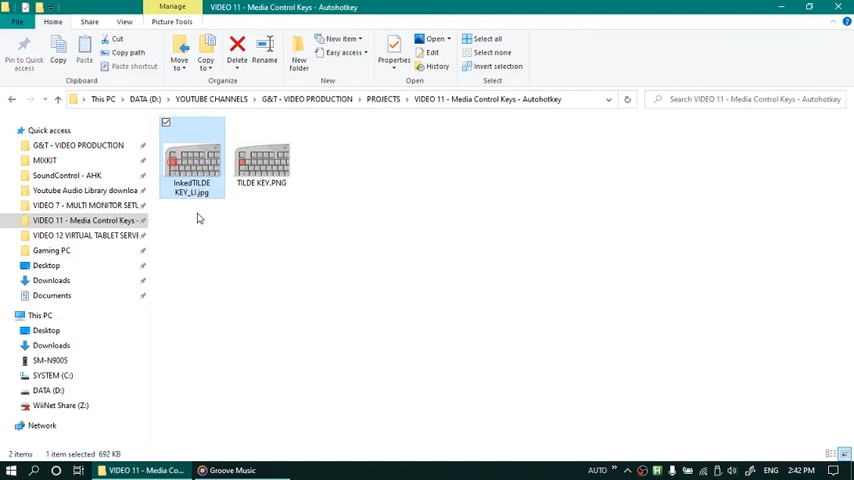 Manage
VIDEO 11 - Media Control Keys - Autohotkey
File
Home
Share
View
Picture Tools
Pin to Quick access
Copy
Paste
Cut
Copy path
Paste shortcut
Clipboard
Move to
Copy to
Delete
Rename
Organize
New folder
New item
Easy access
New
Properties
Open
Edit
History
Open
Select all
Select none
Invert selection
Select
This PC > DATA (D:) > YOUTUBE CHANNELS > G&T - VIDEO PRODUCTION > PROJECTS > VIDEO 11 - Media Control Keys - Autohotkey
Search VIDEO 11 - Media Control Keys - Autohotkey
Quick access
G&T - VIDEO PRODUCTION
MIXKIT
SoundControl - AHK
Youtube Audio Library downloa
VIDEO 7 - MULTI MONITOR SETU
VIDEO 11 - Media Control Keys -
VIDEO 12 VIRTUAL TABLET SERVE
Gaming PC
Desktop
Downloads
Documents
This PC
Desktop
Downloads
SM-N9005
SYSTEM (C:)
DATA (D:)
WiiNet Share (Z:)
Network
InkedTILDE
KEY_LI.jpg
TILDE KEY.PNG
2 items
1 item selected 692 KB
VIDEO 11 - Media Co...
Groove Music
AUTO
ENG
2:42 PM